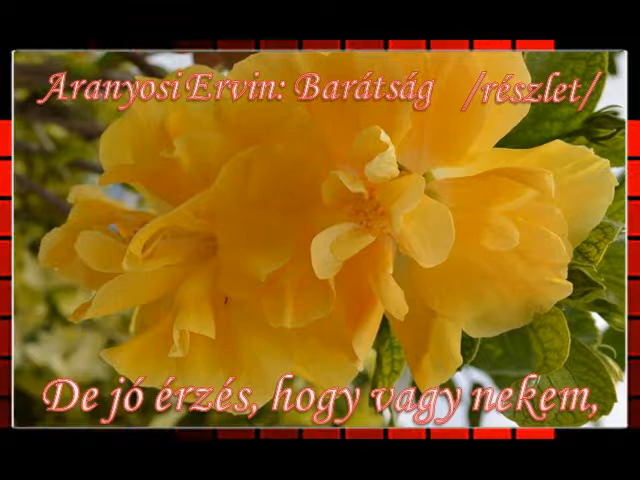 Aranyosi Ervin: Barátság /részlet/
De jó érzés, hogy vagy nekem,